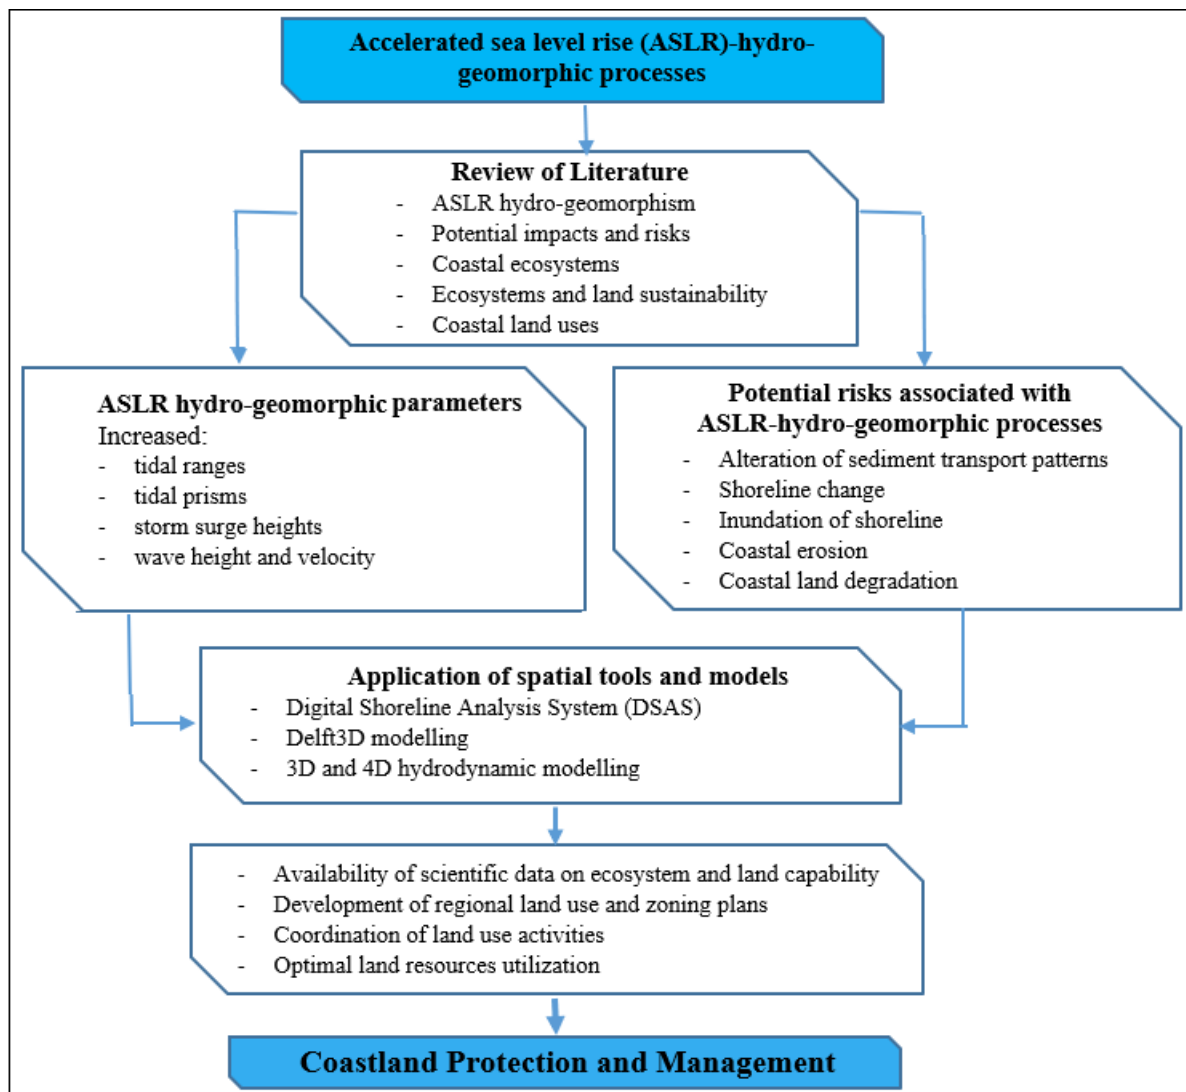 Accelerated sea level rise (ASLR)-hydro-
geomorphic processes
Review of Literature
- ASLR hydro-geomorphism
- Potential impacts and risks
- Coastal ecosystems
- Ecosystems and land sustainability
- Coastal land uses
ASLR hydro-geomorphic parameters
Increased:
- tidal ranges
- tidal prisms
- storm surge heights
- wave height and velocity
Potential risks associated with
ASLR-hydro-geomorphic processes
- Alteration of sediment transport patterns
- Shoreline change
- Inundation of shoreline
- Coastal erosion
- Coastal land degradation
Application of spatial tools and models
- Digital Shoreline Analysis System (DSAS)
- Delft3D modelling
- 3D and 4D hydrodynamic modelling
- Availability of scientific data on ecosystem and land capability
- Development of regional land use and zoning plans
- Coordination of land use activities
- Optimal land resources utilization
Coastland Protection and Management